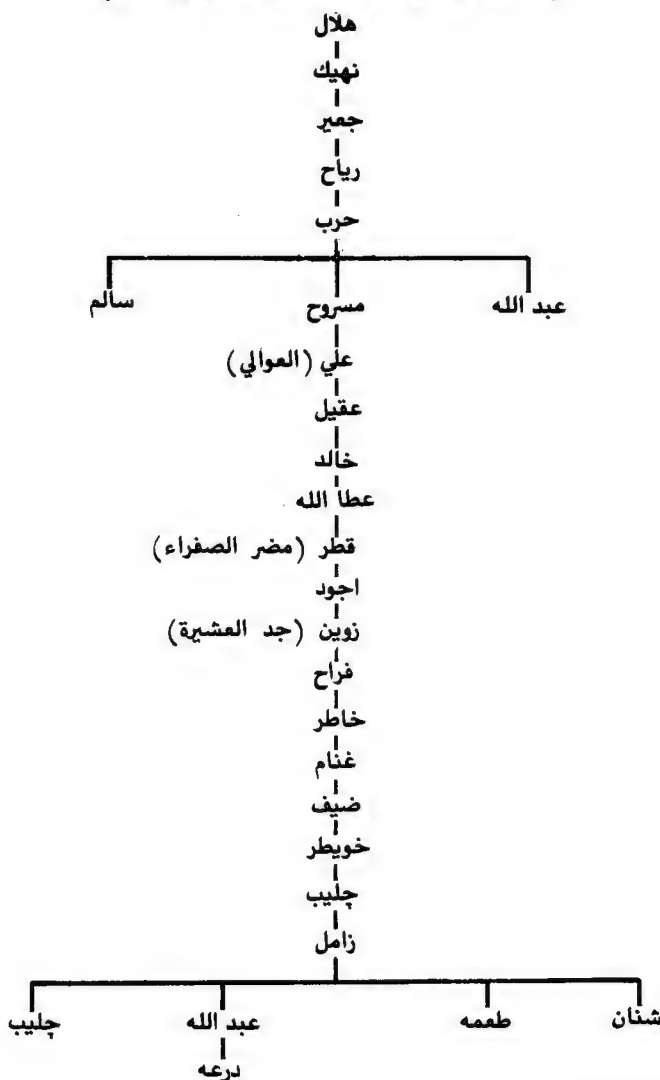 هلال
نهيك
جعير
رياح
حرب
عبد الله مسروح سالم
علي (العوالي)
عقيل
خالد
عطا الله
قطر (مضر الصفراء)
اجود
زوين (جد العشيرة)
فراح
خاطر
غنام
ضيف
خويطر
چليب
زامل
شنان طعمه عبد الله چليب
درعه